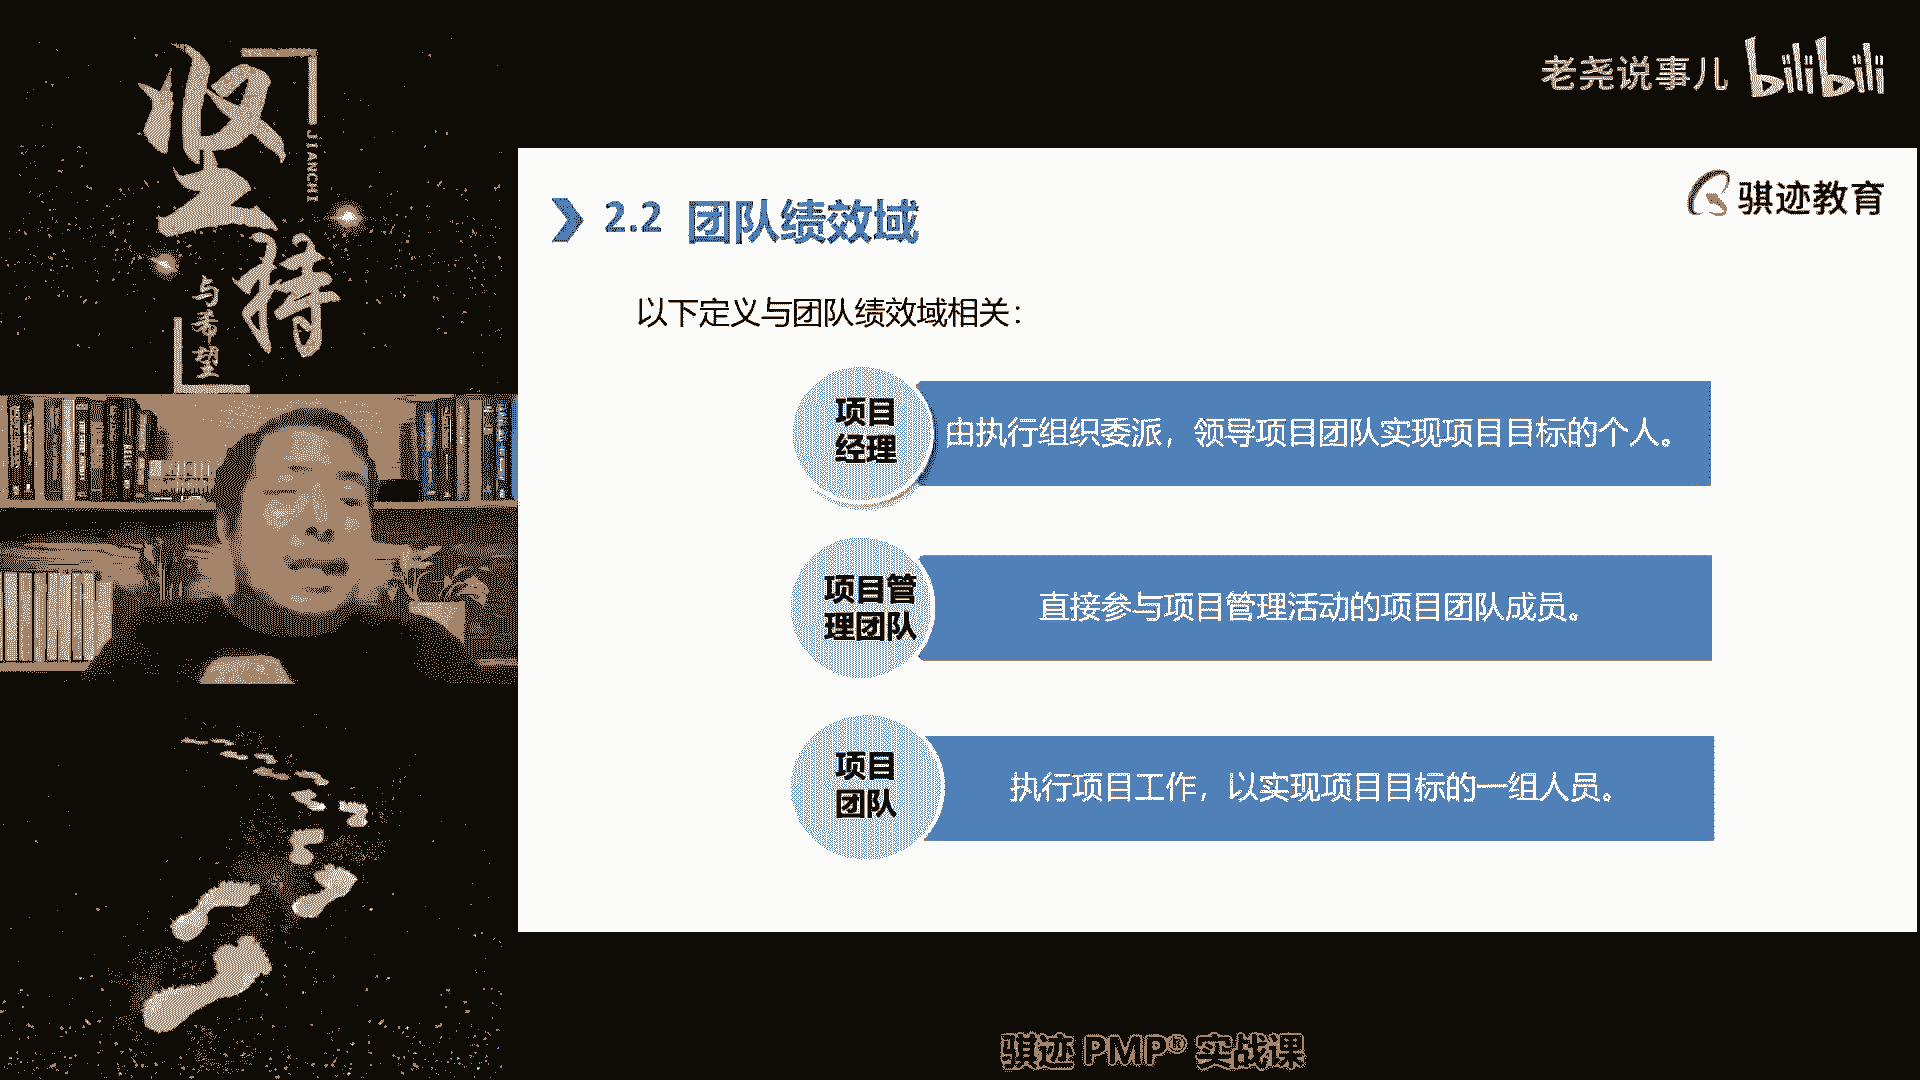 坚持
JIANCHI
与希望
老尧说事儿 bilibili
骐迹教育
2.2 团队绩效域
以下定义与团队绩效域相关：
项目
经理
由执行组织委派，领导项目团队实现项目目标的个人。
项目管
理团队
直接参与项目管理活动的项目团队成员。
项目
团队
执行项目工作，以实现项目目标的一组人员。
骐迹 PMP® 实战课